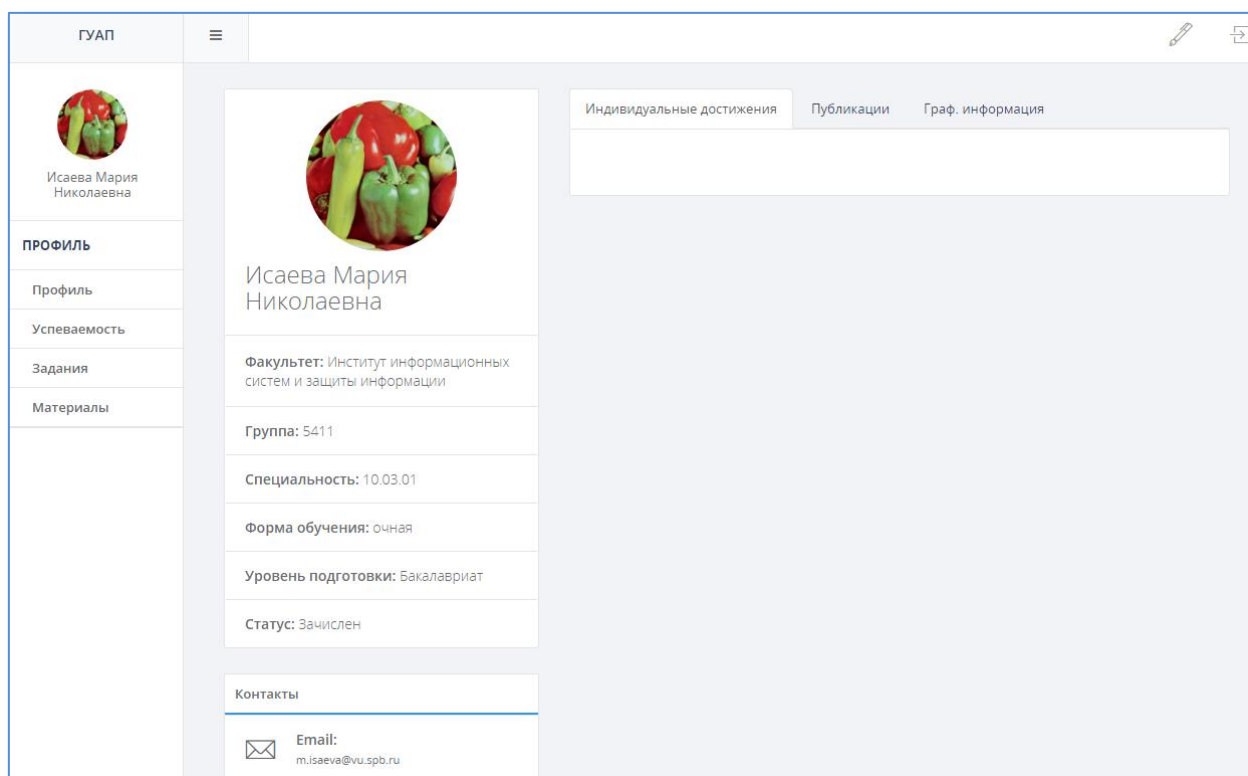 ГУАП
Исаева Мария
Николаевна
ПРОФИЛЬ
Профиль
Успеваемость
Задания
Материалы
Исаева Мария
Николаевна
Факультет: Институт информационных
систем и защиты информации
Группа: 5411
Специальность: 10.03.01
Форма обучения: очная
Уровень подготовки: Бакалавриат
Статус: Зачислен
Контакты
Email:
m.isaeva@vu.spb.ru
Индивидуальные достижения Публикации Граф. информация